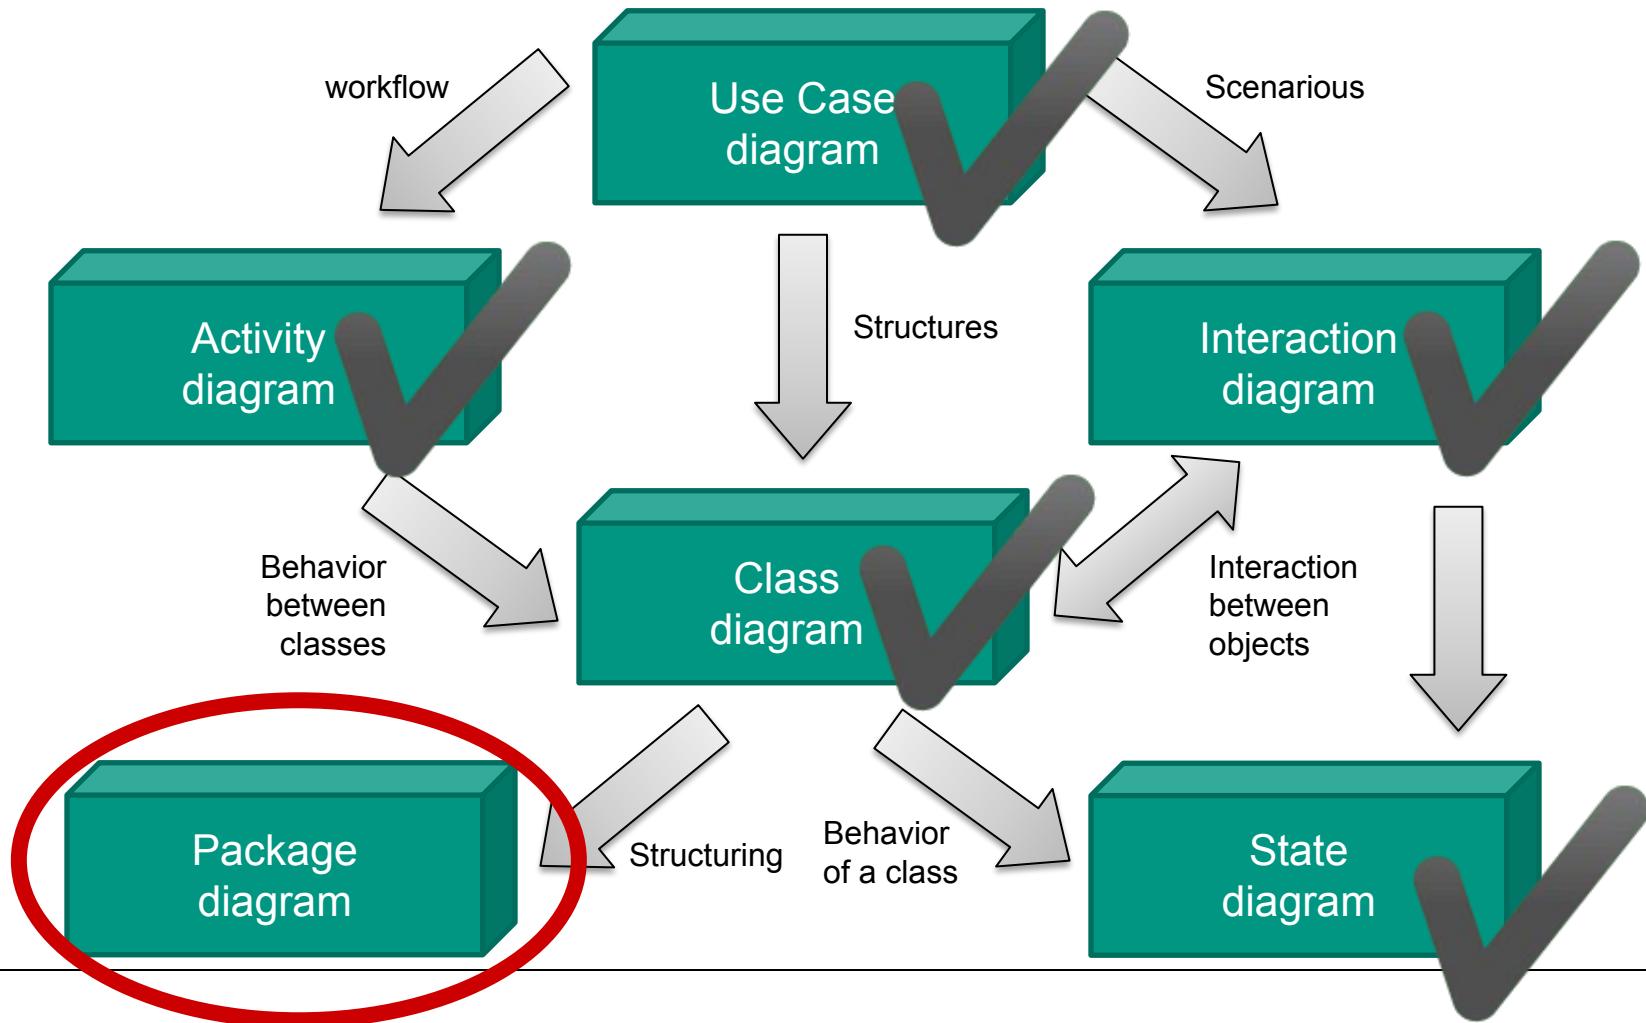 workflow
Use Case
diagram
Scenarious
Activity
diagram
Structures
Interaction
diagram
Behavior
between
classes
Class
diagram
Interaction
between
objects
Package
diagram
Structuring
Behavior
of a class
State
diagram